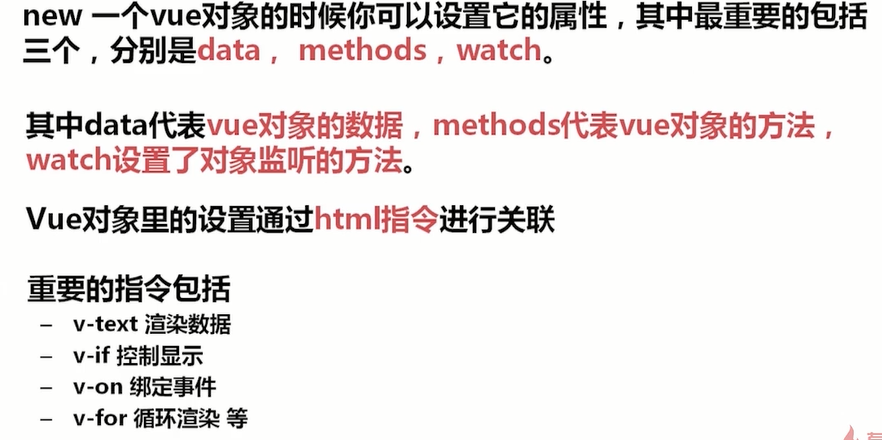 new 一个vue对象的时候你可以设置它的属性，其中最重要的包括
三个，分别是data， methods，watch。
其中data代表vue对象的数据，methods代表vue对象的方法，
watch设置了对象监听的方法。
Vue对象里的设置通过html指令进行关联
重要的指令包括
– v-text 渲染数据
– v-if 控制显示
– v-on 绑定事件
– v-for 循环渲染 等